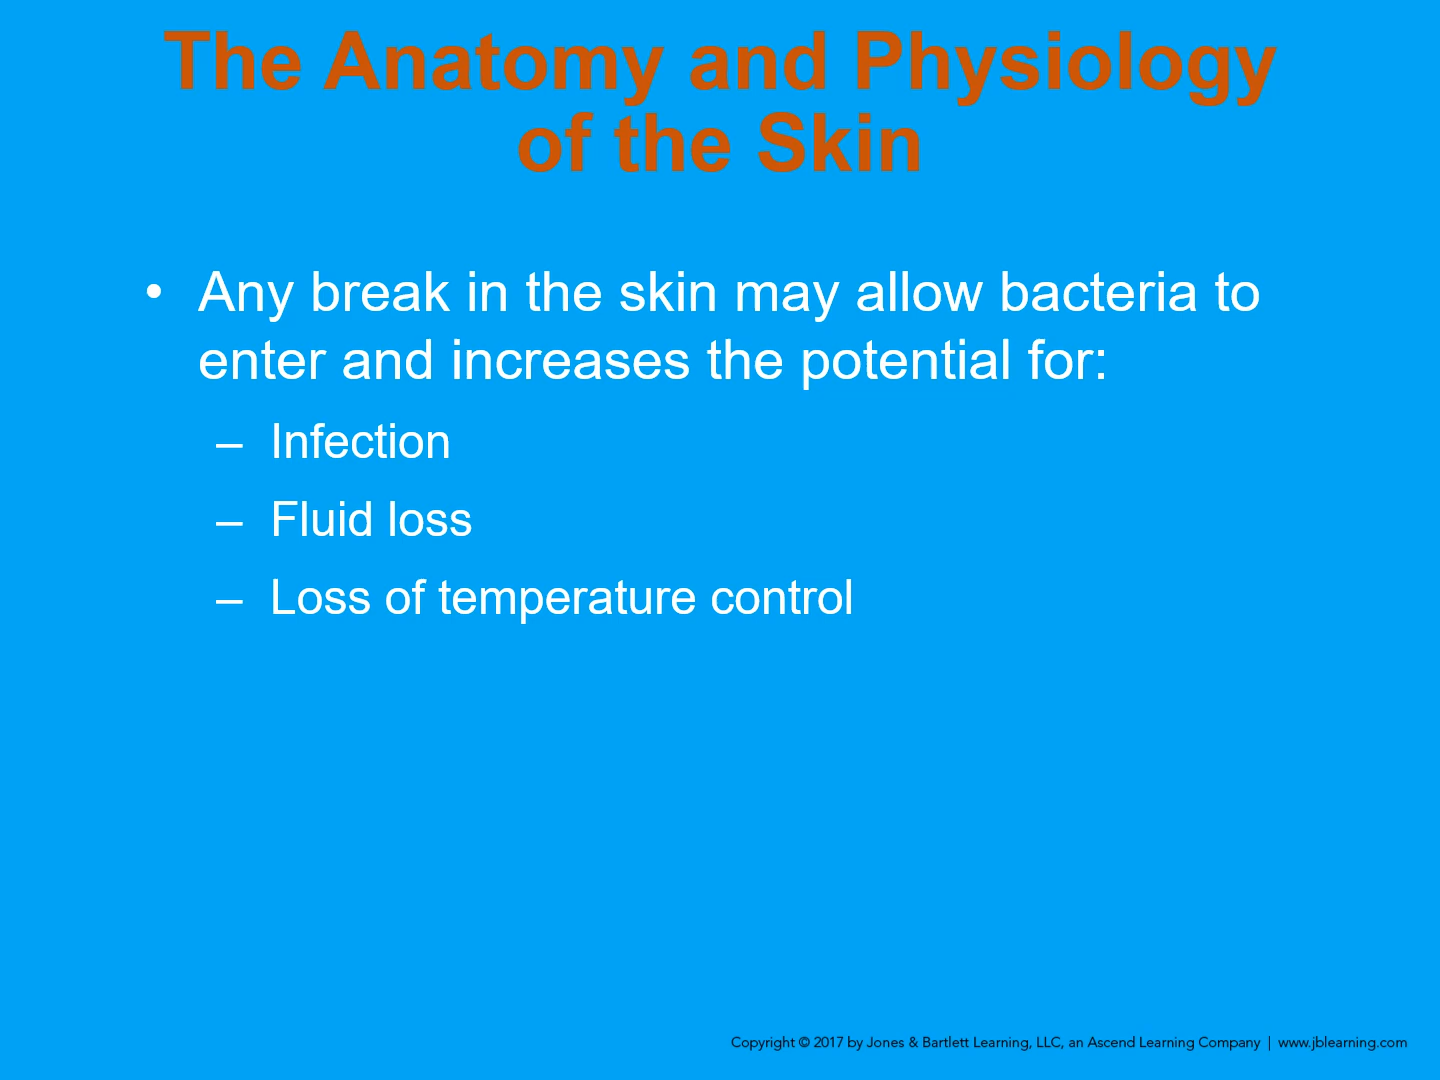 The Anatomy and Physiology
of the Skin
• Any break in the skin may allow bacteria to
enter and increases the potential for:
– Infection
– Fluid loss
– Loss of temperature control
Copyright © 2017 by Jones & Bartlett Learning, LLC, an Ascend Learning Company | www.jblearning.com